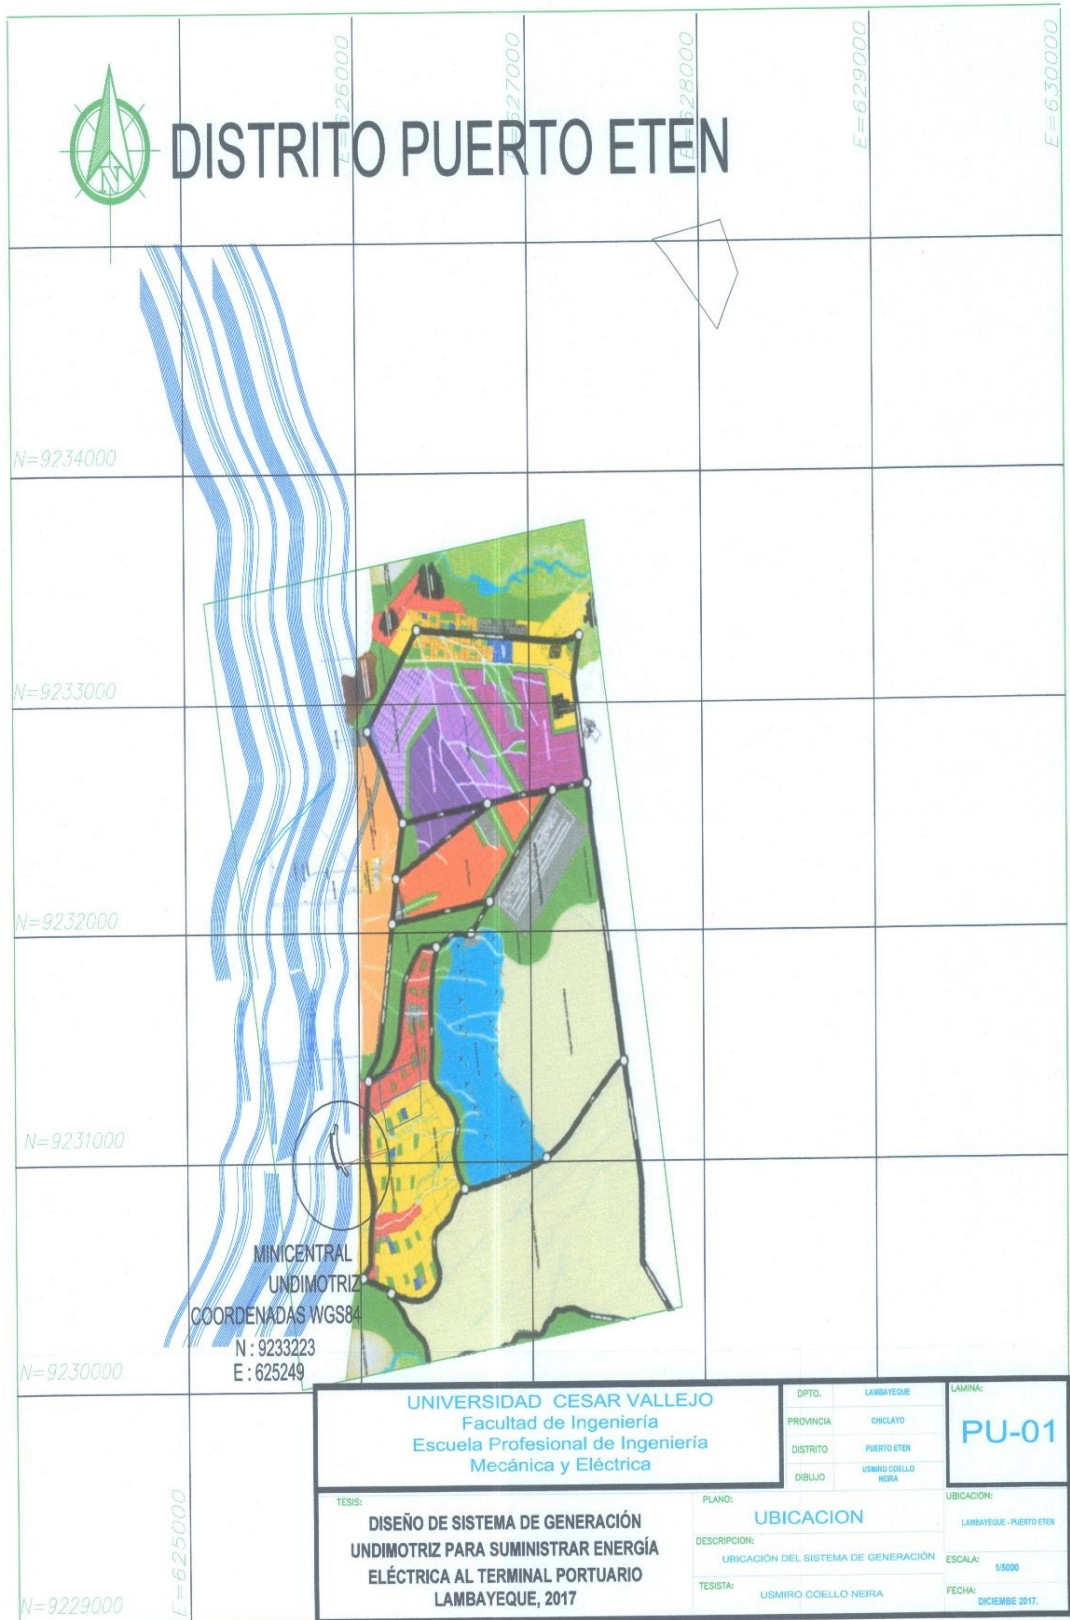 E=626000
E=627000
E=628000
E=629000
E=630000
DISTRITO PUERTO ETEN
N
N=9234000
N=9233000
N=9232000
N=9231000
MINICENTRAL
UNDIMOTRIZ
COORDENADAS WGS84
N : 9233223
E : 625249
N=9230000
E=625000
N=9229000
UNIVERSIDAD CESAR VALLEJO
Facultad de Ingeniería
Escuela Profesional de Ingeniería
Mecánica y Eléctrica
DPTO. LAMBAYEQUE
PROVINCIA CHICLAYO
DISTRITO PUERTO ETEN
DIBUJO USMIRO COELLO
NEIRA
LAMINA:
PU-01
TESIS:
DISEÑO DE SISTEMA DE GENERACIÓN
UNDIMOTRIZ PARA SUMINISTRAR ENERGÍA
ELÉCTRICA AL TERMINAL PORTUARIO
LAMBAYEQUE, 2017
PLANO:
UBICACION
DESCRIPCION:
UBICACIÓN DEL SISTEMA DE GENERACIÓN
TESISTA:
USMIRO COELLO NEIRA
UBICACION:
LAMBAYEQUE - PUERTO ETEN
ESCALA:
1/5000
FECHA:
DICIEMBRE 2017.